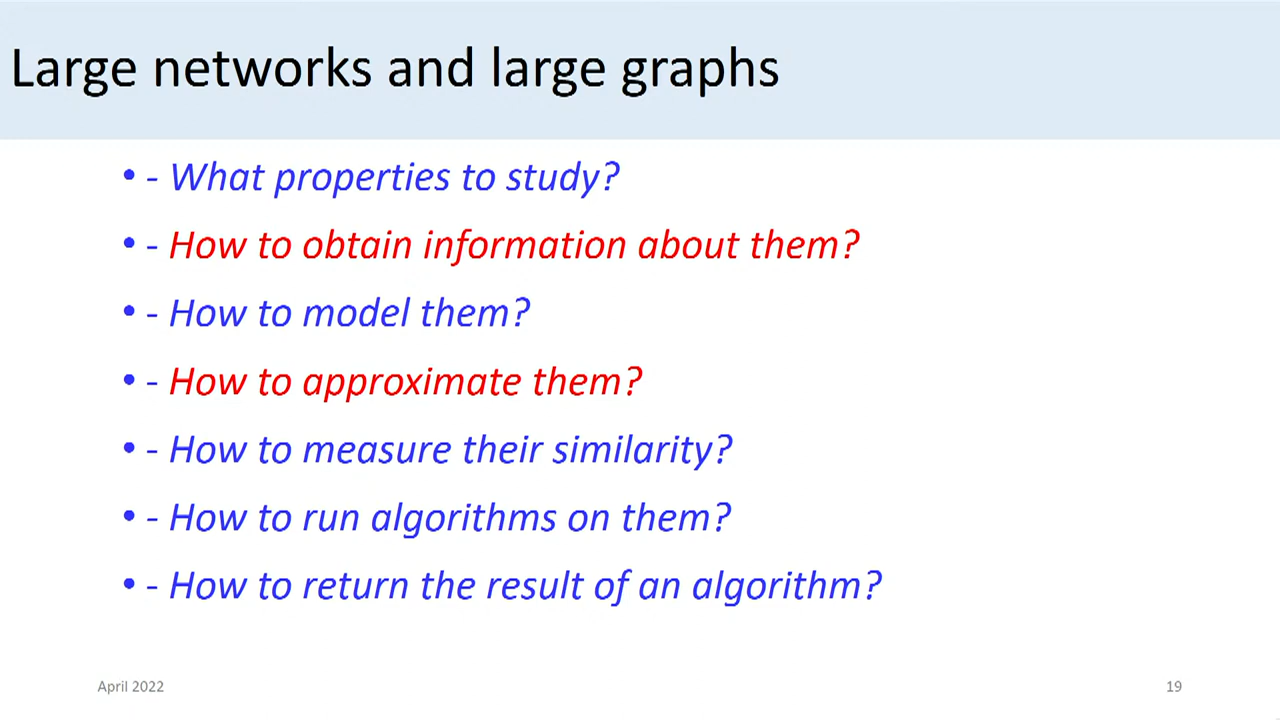 Large networks and large graphs
• - What properties to study?
• - How to obtain information about them?
• - How to model them?
• - How to approximate them?
• - How to measure their similarity?
• - How to run algorithms on them?
• - How to return the result of an algorithm?
April 2022
19